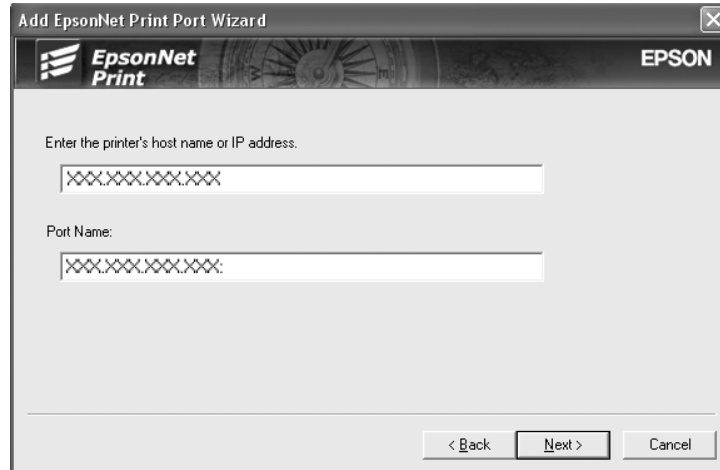 Add EpsonNet Print Port Wizard
EpsonNet
Print
EPSON
Enter the printer's host name or IP address.
XXX.XXX.XXX.XXX
Port Name:
XXX.XXX.XXX.XXX:
< Back Next > Cancel